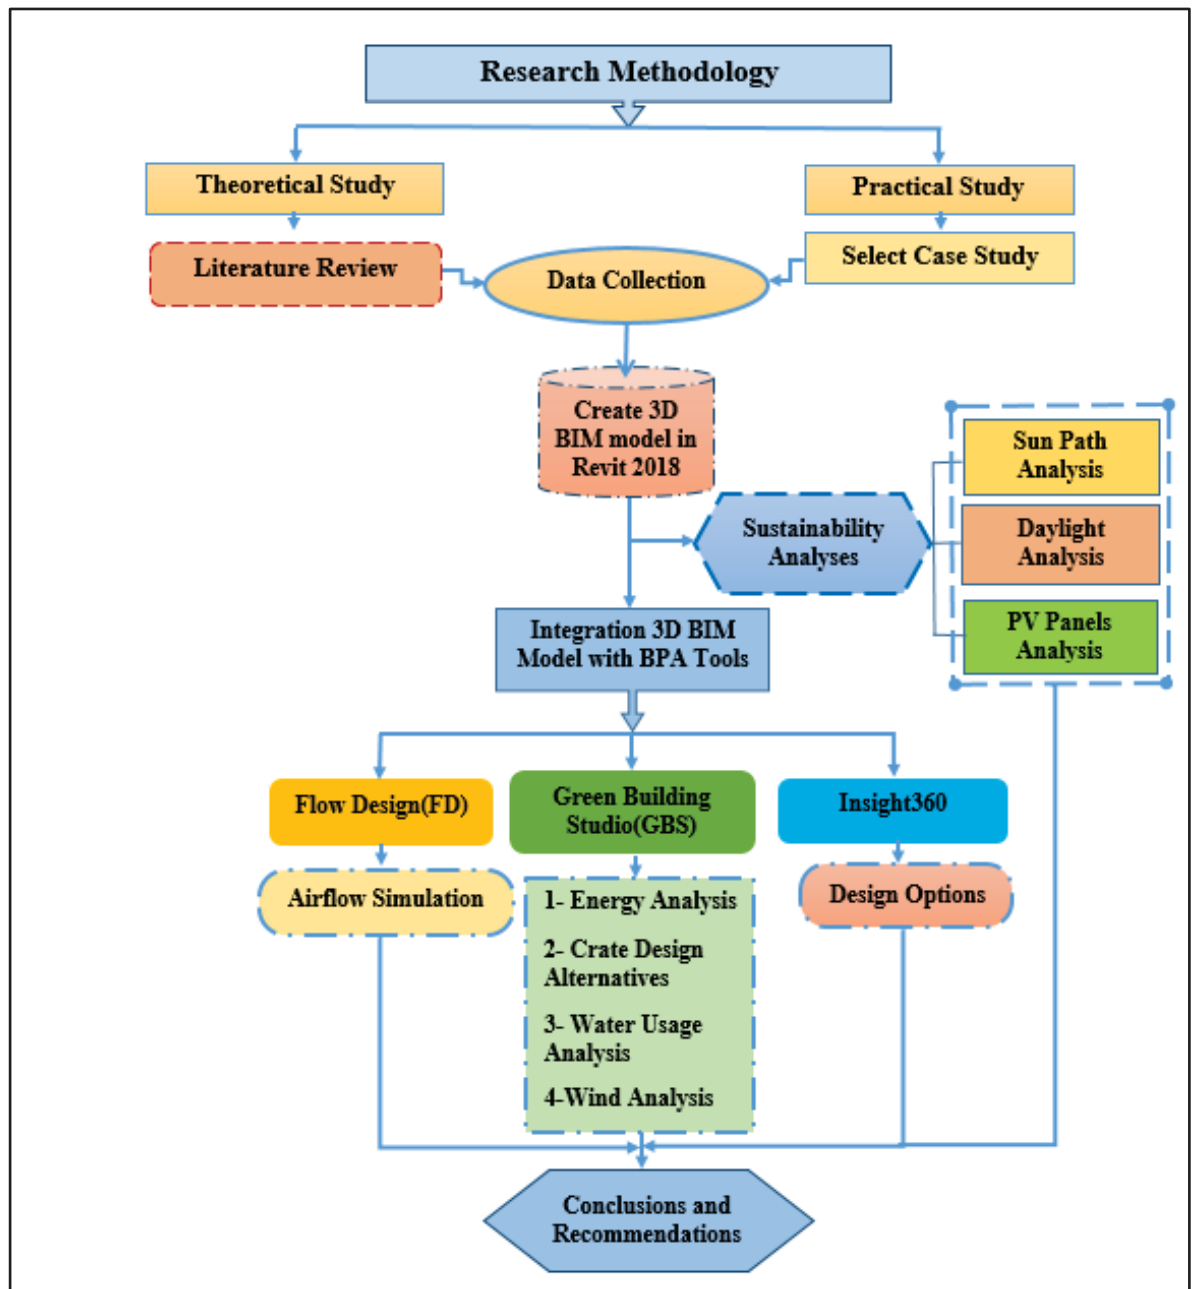 Research Methodology
Theoretical Study
Practical Study
Literature Review
Select Case Study
Data Collection
Create 3D
BIM model in
Revit 2018
Sun Path
Analysis
Sustainability
Analyses
Daylight
Analysis
PV Panels
Analysis
Integration 3D BIM
Model with BPA Tools
Flow Design(FD)
Green Building
Studio(GBS)
Insight360
Airflow Simulation
1- Energy Analysis
2- Crate Design
Alternatives
3- Water Usage
Analysis
4-Wind Analysis
Design Options
Conclusions and
Recommendations